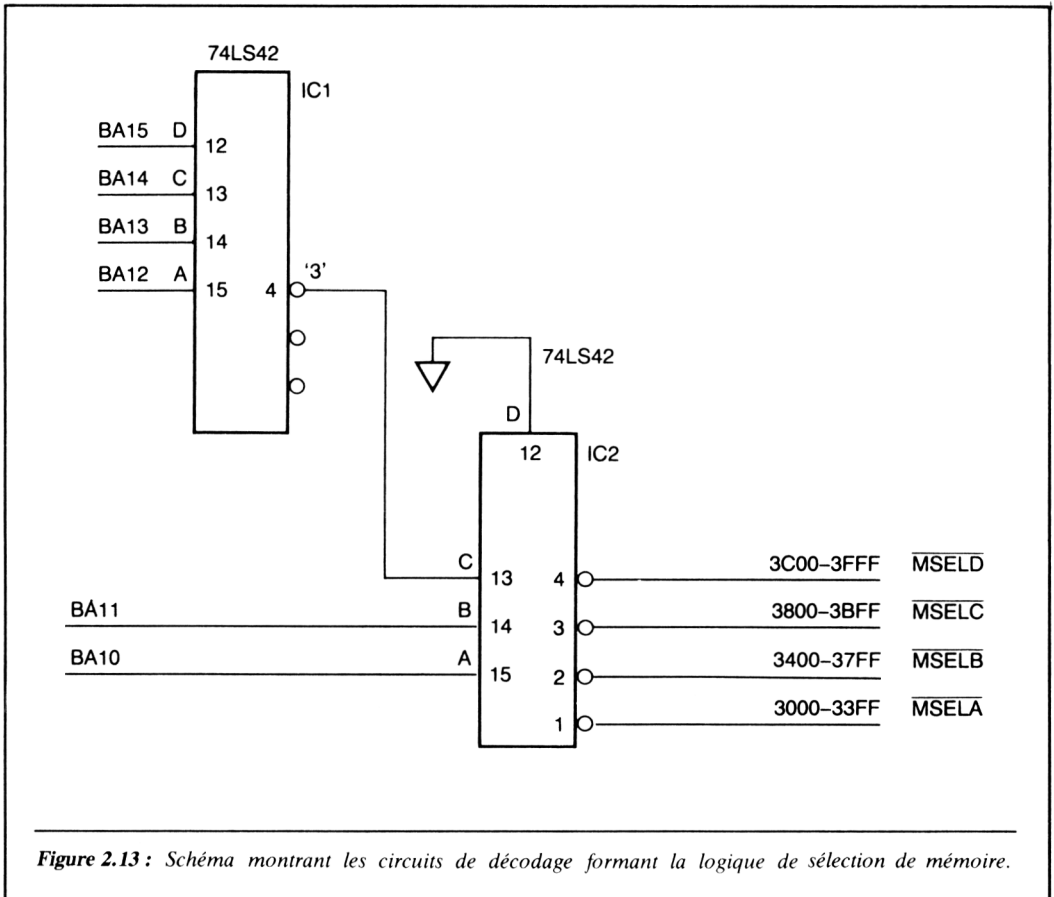 74LS42
IC1
BA15 D 12
BA14 C 13
BA13 B 14
BA12 A 15 4 '3'
74LS42
D
12 IC2
C 13 4 3C00–3FFF MSELD
BA11 B 14 3 3800–3BFF MSELC
BA10 A 15 2 3400–37FF MSELB
1 3000–33FF MSELA
Figure 2.13 : Schéma montrant les circuits de décodage formant la logique de sélection de mémoire.